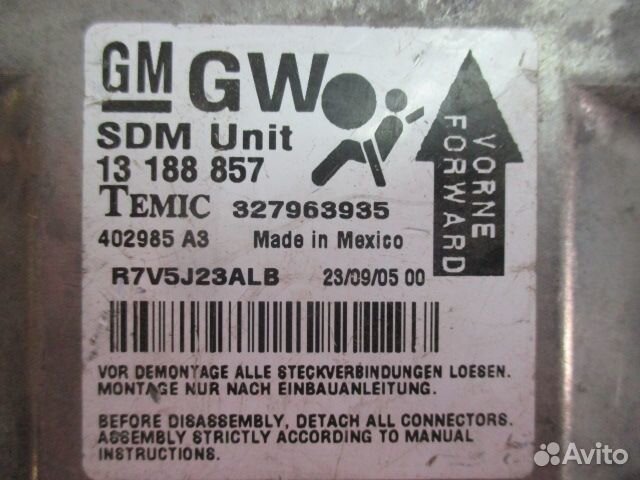 GM GW
SDM Unit
13 188 857
TEMIC 327963935
402985 A3 Made in Mexico
R7V5J23ALB 23/09/05 00
VORNE
FORWARD
VOR DEMONTAGE ALLE STECKVERBINDUNGEN LOESEN.
MONTAGE NUR NACH EINBAUANLEITUNG.
BEFORE DISASSEMBLY, DETACH ALL CONNECTORS.
ASSEMBLY STRICTLY ACCORDING TO MANUAL
INSTRUCTIONS.
Avito